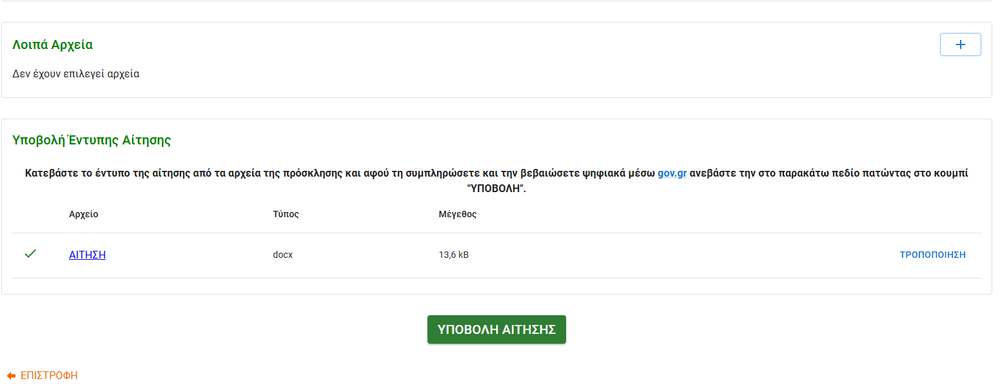 Λοιπά Αρχεία
+
Δεν έχουν επιλεγεί αρχεία
Υποβολή Έντυπης Αίτησης
Κατεβάστε το έντυπο της αίτησης από τα αρχεία της πρόσκλησης και αφού τη συμπληρώσετε και την βεβαιώσετε ψηφιακά μέσω gov.gr ανεβάστε την στο παρακάτω πεδίο πατώντας στο κουμπί
"ΥΠΟΒΟΛΗ".
Αρχείο Τύπος Μέγεθος
ΑΙΤΗΣΗ docx 13,6 kB ΤΡΟΠΟΠΟΙΗΣΗ
ΥΠΟΒΟΛΗ ΑΙΤΗΣΗΣ
ΕΠΙΣΤΡΟΦΗ